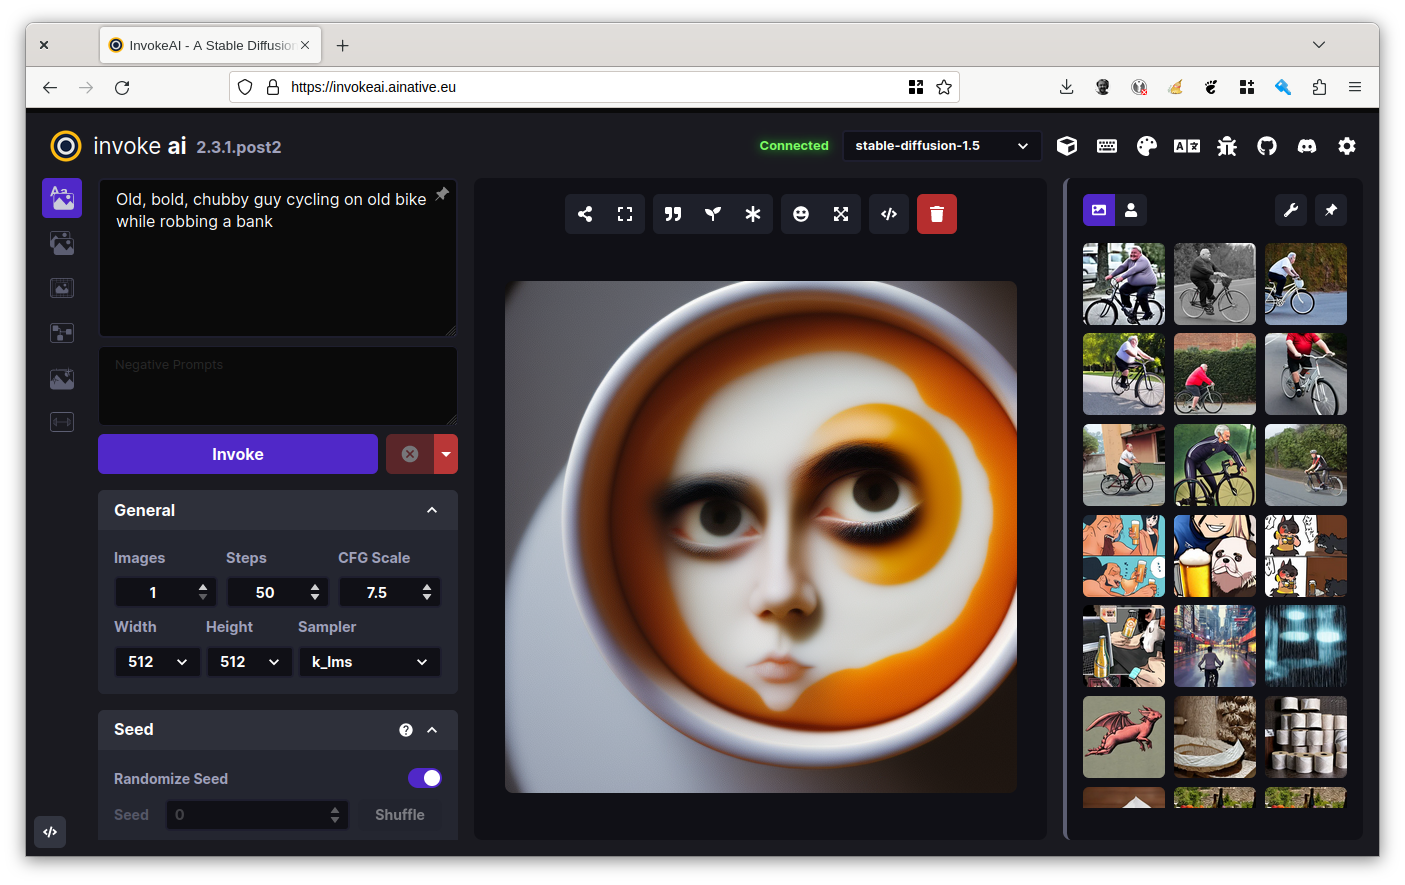 InvokeAI - A Stable Diffusion
https://invokeai.ainative.eu
invoke ai 2.3.1.post2
Connected
stable-diffusion-1.5
Old, bold, chubby guy cycling on old bike
while robbing a bank
Negative Prompts
Invoke
General
Images Steps CFG Scale
1 50 7.5
Width Height Sampler
512 512 k_lms
Seed
Randomize Seed
Seed 0 Shuffle